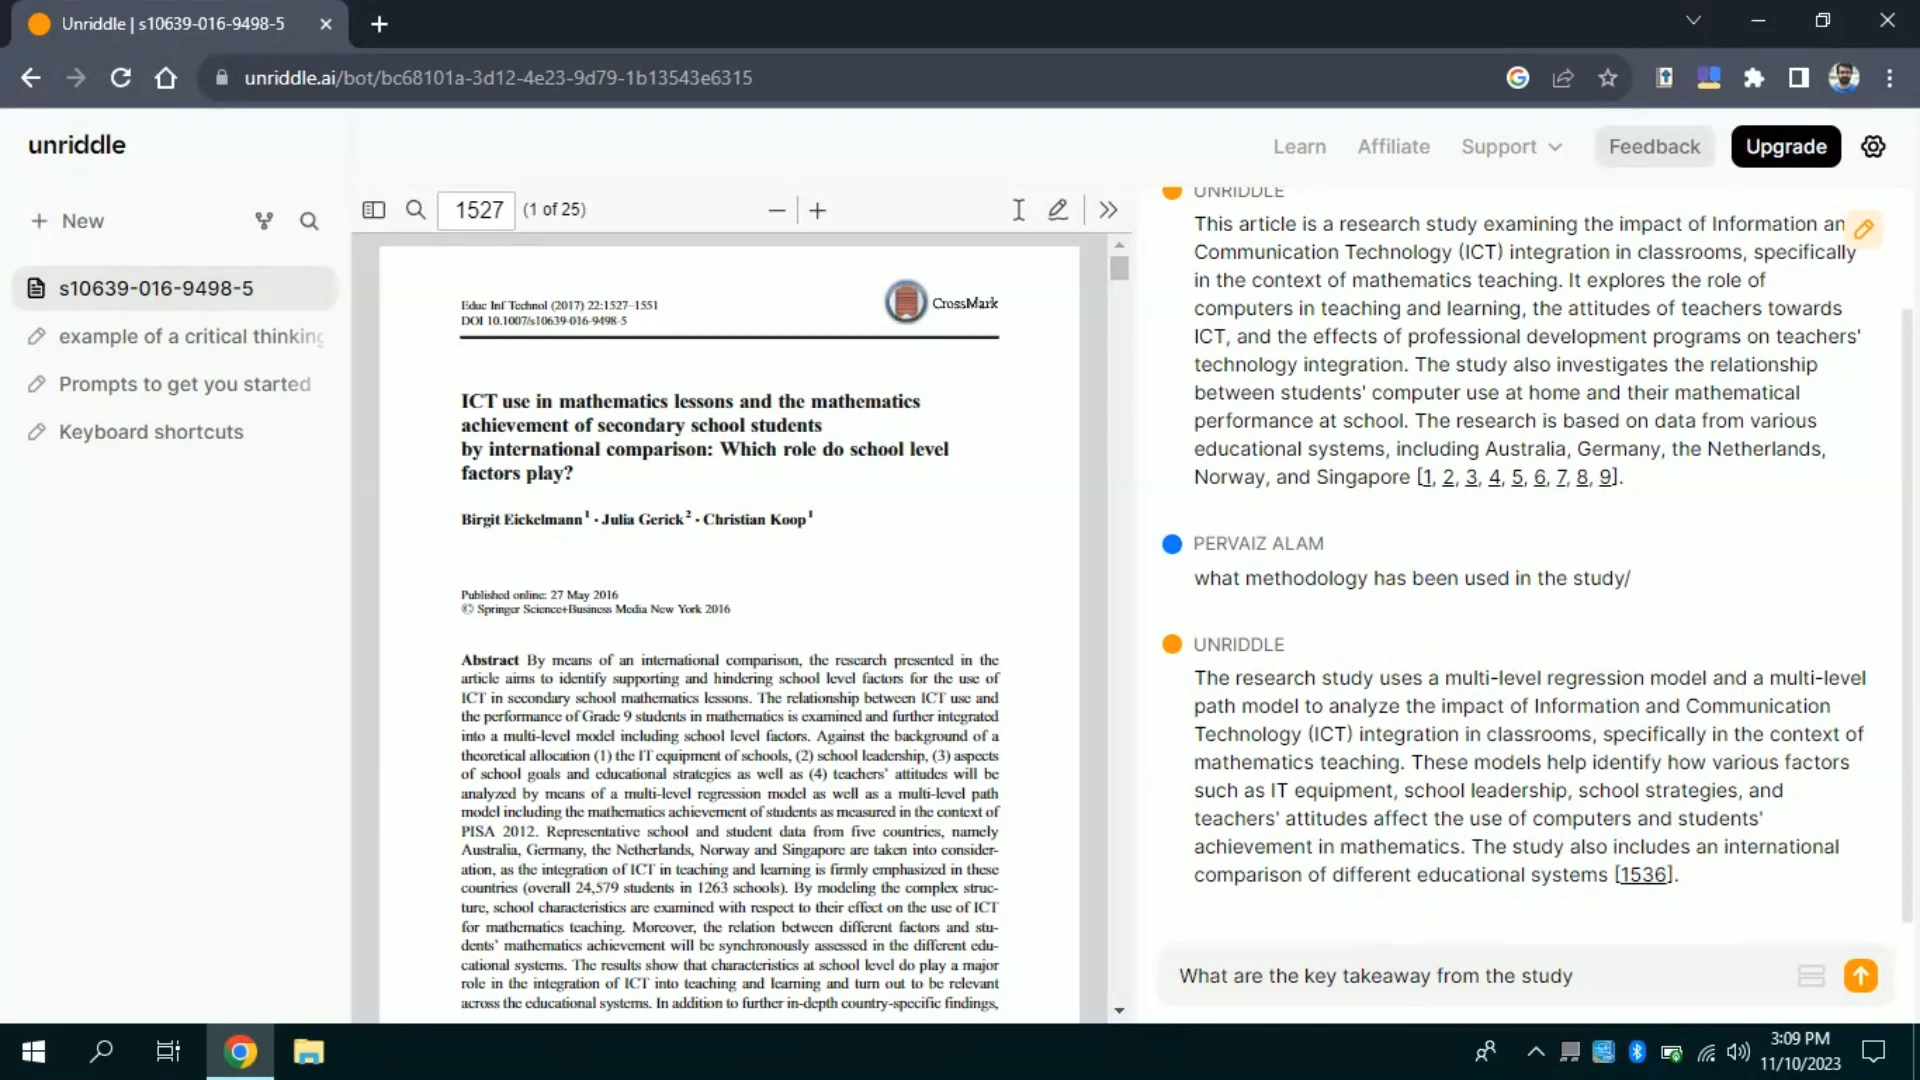 Unriddle | s10639-016-9498-5
unriddle.ai/bot/bc68101a-3d12-4e23-9d79-1b13543e6315
unriddle
Learn
Affiliate
Support
Feedback
Upgrade
New
s10639-016-9498-5
example of a critical thinking
Prompts to get you started
Keyboard shortcuts
1527 (1 of 25)
Educ Inf Technol (2017) 22:1527–1551
DOI 10.1007/s10639-016-9498-5
CrossMark
ICT use in mathematics lessons and the mathematics
achievement of secondary school students
by international comparison: Which role do school level
factors play?
Birgit Eickelmann1 · Julia Gerick2 · Christian Koop1
Published online: 27 May 2016
© Springer Science+Business Media New York 2016
Abstract By means of an international comparison, the research presented in the
article aims to identify supporting and hindering school level factors for the use of
ICT in secondary school mathematics lessons. The relationship between ICT use and
the performance of Grade 9 students in mathematics is examined and further integrated
into a multi-level model including school level factors. Against the background of a
theoretical allocation (1) the IT equipment of schools, (2) school leadership, (3) aspects
of school goals and educational strategies as well as (4) teachers' attitudes will be
analyzed by means of a multi-level regression model as well as a multi-level path
model including the mathematics achievement of students as measured in the context of
PISA 2012. Representative school and student data from five countries, namely
Australia, Germany, the Netherlands, Norway and Singapore are taken into consider-
ation, as the integration of ICT in teaching and learning is firmly emphasized in these
countries (overall 24,579 students in 1263 schools). By modeling the complex struc-
ture, school characteristics are examined with respect to their effect on the use of ICT
for mathematics teaching. Moreover, the relation between different factors and stu-
dents' mathematics achievement will be synchronously assessed in the different edu-
cational systems. The results show that characteristics at school level do play a major
role in the integration of ICT into teaching and learning and turn out to be relevant
across the educational systems. In addition to further in-depth country-specific findings,
UNRIDDLE
This article is a research study examining the impact of Information an
Communication Technology (ICT) integration in classrooms, specifically
in the context of mathematics teaching. It explores the role of
computers in teaching and learning, the attitudes of teachers towards
ICT, and the effects of professional development programs on teachers'
technology integration. The study also investigates the relationship
between students' computer use at home and their mathematical
performance at school. The research is based on data from various
educational systems, including Australia, Germany, the Netherlands,
Norway, and Singapore [1, 2, 3, 4, 5, 6, 7, 8, 9].
PERVAIZ ALAM
what methodology has been used in the study/
UNRIDDLE
The research study uses a multi-level regression model and a multi-level
path model to analyze the impact of Information and Communication
Technology (ICT) integration in classrooms, specifically in the context of
mathematics teaching. These models help identify how various factors
such as IT equipment, school leadership, school strategies, and
teachers' attitudes affect the use of computers and students'
achievement in mathematics. The study also includes an international
comparison of different educational systems [1536].
What are the key takeaway from the study
3:09 PM
11/10/2023